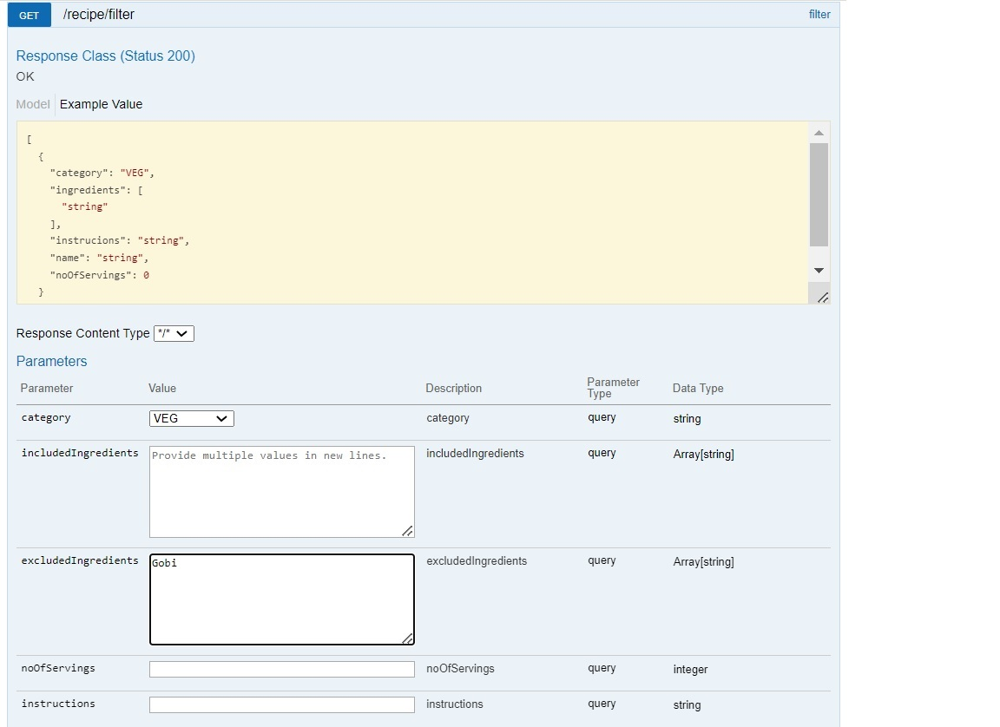 GET /recipe/filter filter
Response Class (Status 200)
OK
Model Example Value
[
{
"category": "VEG",
"ingredients": [
"string"
],
"instrucions": "string",
"name": "string",
"noOfServings": 0
}
Response Content Type */*
Parameters
Parameter Value Description Parameter Type Data Type
category VEG category query string
includedIngredients Provide multiple values in new lines. includedIngredients query Array[string]
excludedIngredients Gobi excludedIngredients query Array[string]
noOfServings noOfServings query integer
instructions instructions query string